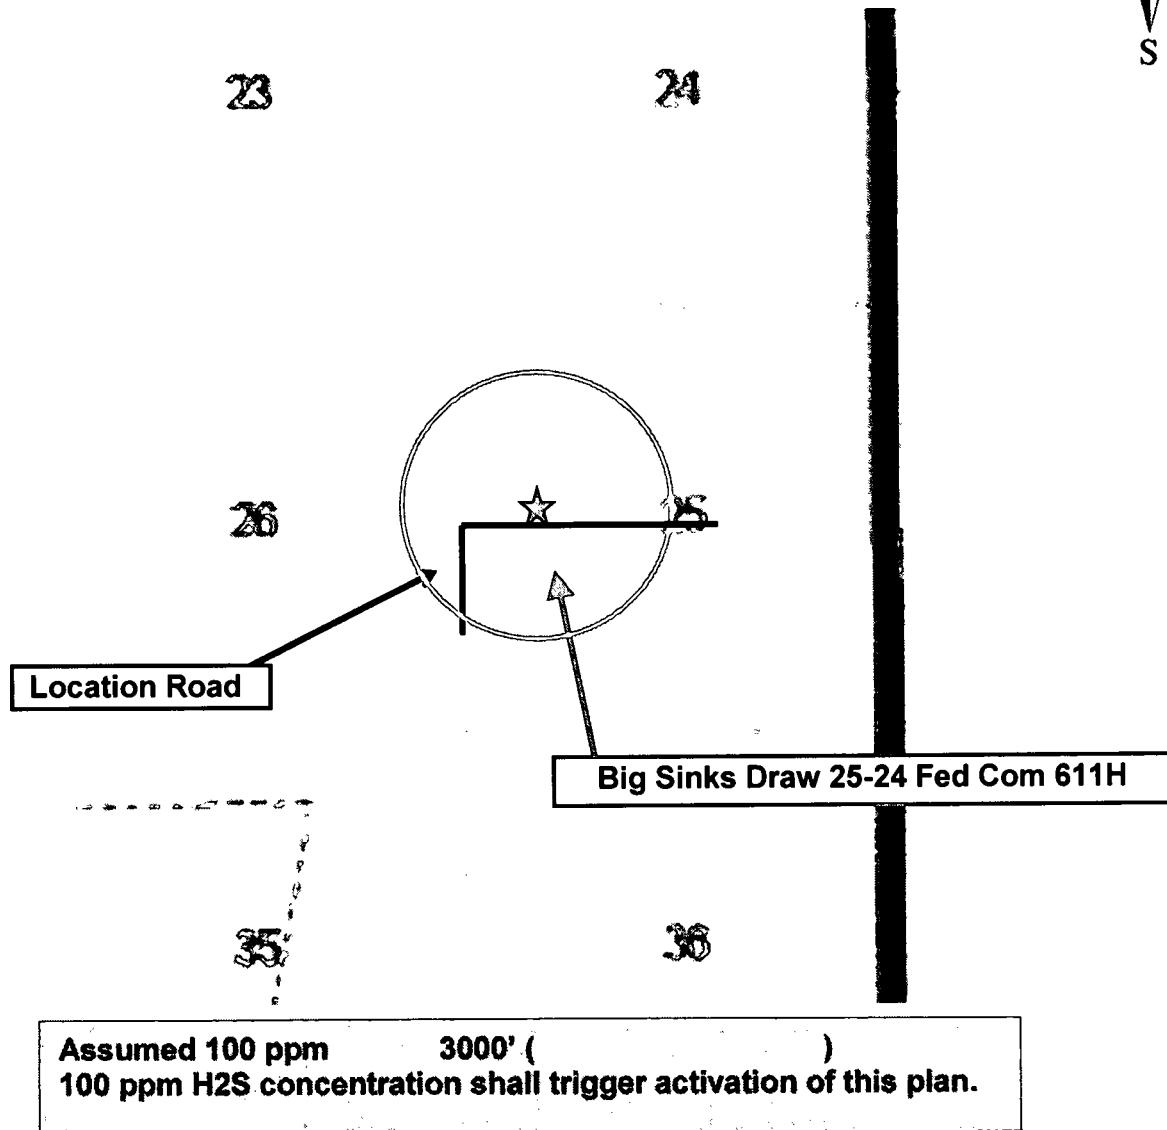 S
23
24
26
25
Location Road
Big Sinks Draw 25-24 Fed Com 611H
35
36
Assumed 100 ppm 3000' ( )
100 ppm H2S concentration shall trigger activation of this plan.